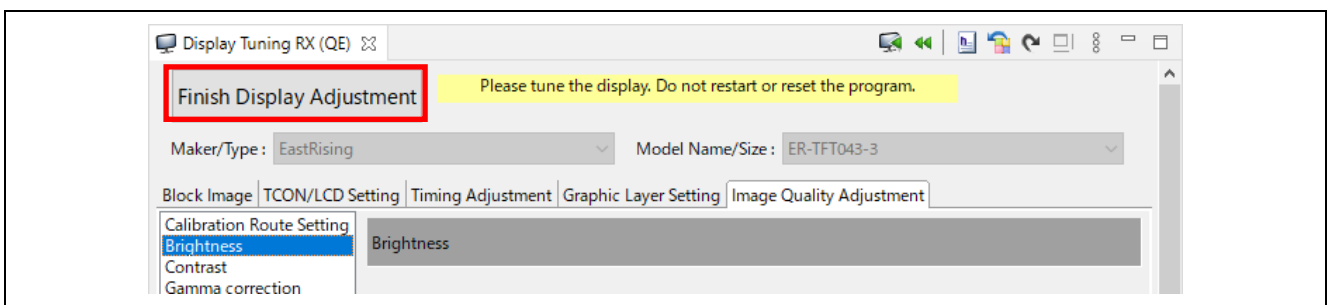 Display Tuning RX (QE)
Finish Display Adjustment
Please tune the display. Do not restart or reset the program.
Maker/Type : EastRising
Model Name/Size : ER-TFT043-3
Block Image TCON/LCD Setting Timing Adjustment Graphic Layer Setting Image Quality Adjustment
Calibration Route Setting
Brightness
Contrast
Gamma correction
Brightness